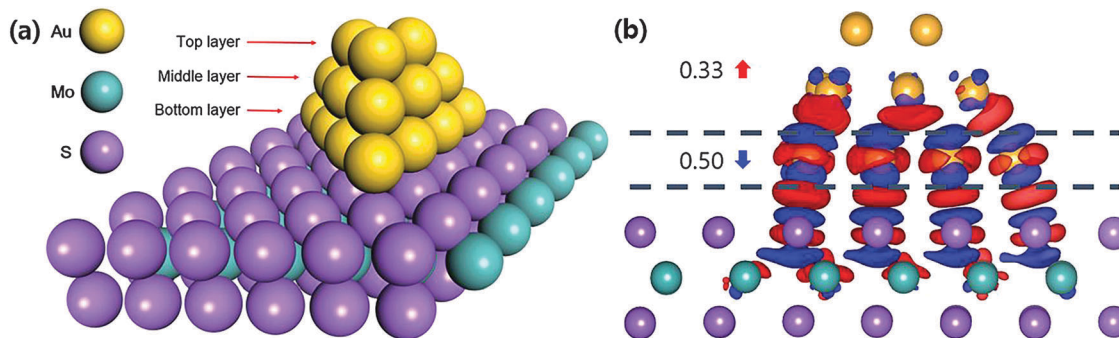 (a)
Au
Mo
S
Top layer
Middle layer
Bottom layer
(b)
0.33
0.50